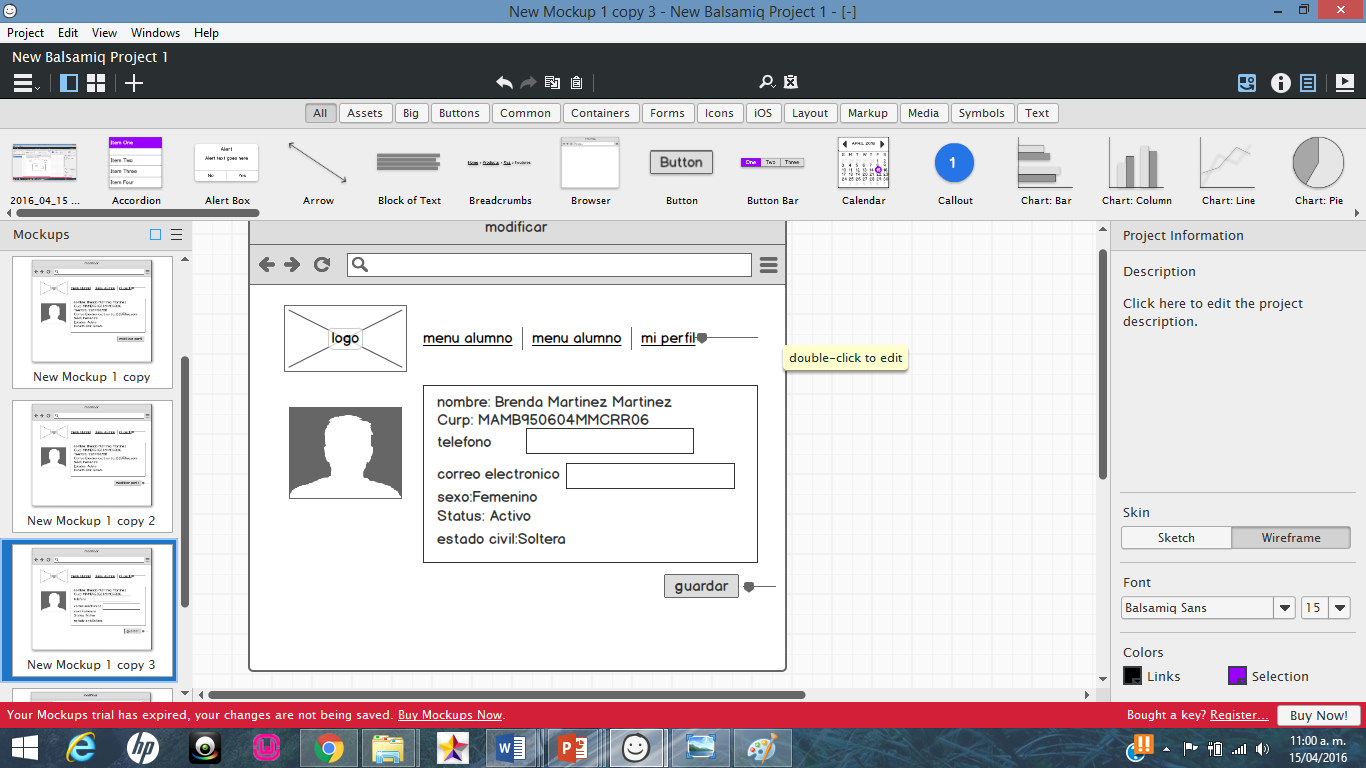 New Mockup 1 copy 3 - New Balsamiq Project 1 - [-]
Project Edit View Windows Help
New Balsamiq Project 1
All Assets Big Buttons Common Containers Forms Icons iOS Layout Markup Media Symbols Text
Item One
Item Two
Item Three
Item Four
Alert
Alert text goes here
No Yes
Button
One Two Three
APRIL 2016
1
2016_04_15 ... Accordion Alert Box Arrow Block of Text Breadcrumbs Browser Button Button Bar Calendar Callout Chart: Bar Chart: Column Chart: Line Chart: Pie
Mockups
New Mockup 1 copy
New Mockup 1 copy 2
New Mockup 1 copy 3
modificar
logo
menu alumno menu alumno mi perfil
double-click to edit
nombre: Brenda Martinez Martinez
Curp: MAMB950604MMCRR06
telefono
correo electronico
sexo:Femenino
Status: Activo
estado civil:Soltera
guardar
Project Information
Description
Click here to edit the project
description.
Skin
Sketch Wireframe
Font
Balsamiq Sans 15
Colors
Links Selection
Your Mockups trial has expired, your changes are not being saved. Buy Mockups Now.
Bought a key? Register... Buy Now!
11:00 a. m.
15/04/2016